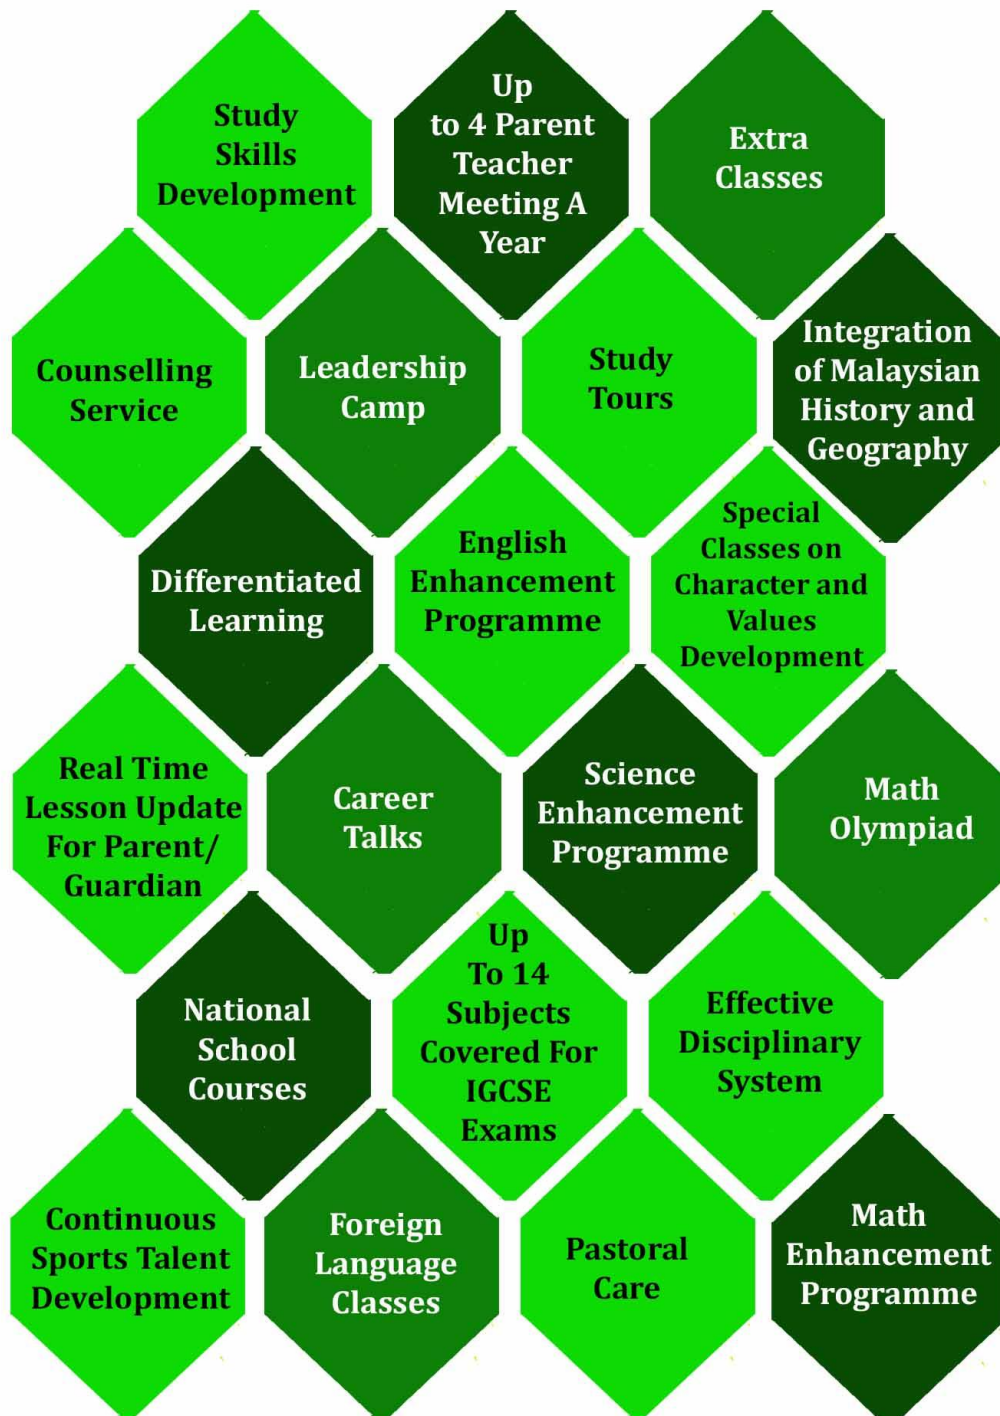 Study
Skills
Development
Up
to 4 Parent
Teacher
Meeting A
Year
Extra
Classes
Counselling
Service
Leadership
Camp
Study
Tours
Integration
of Malaysian
History and
Geography
Differentiated
Learning
English
Enhancement
Programme
Special
Classes on
Character and
Values
Development
Real Time
Lesson Update
For Parent/
Guardian
Career
Talks
Science
Enhancement
Programme
Math
Olympiad
National
School
Courses
Up
To 14
Subjects
Covered For
IGCSE
Exams
Effective
Disciplinary
System
Continuous
Sports Talent
Development
Foreign
Language
Classes
Pastoral
Care
Math
Enhancement
Programme